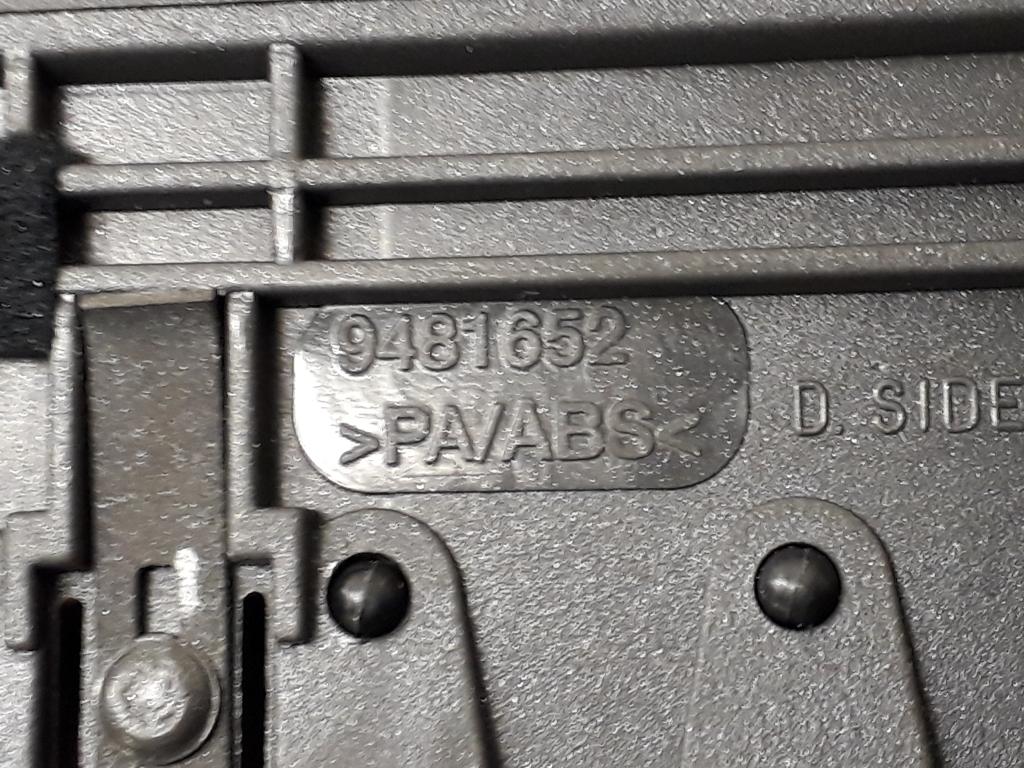 9481652
>PA/ABS<
D. SIDE